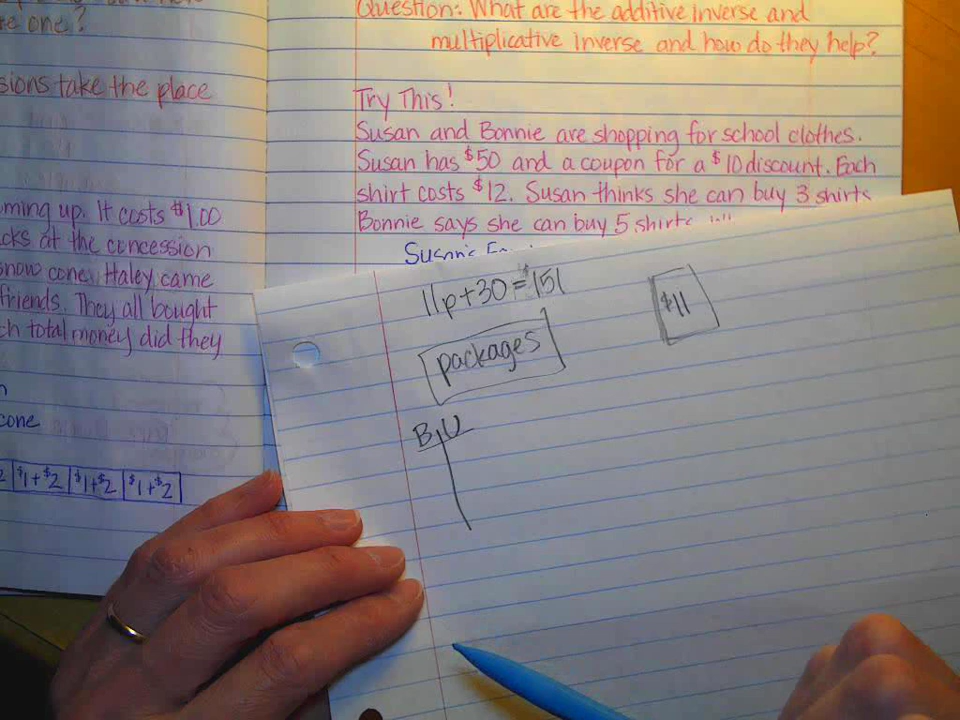 se one?
sions take the place
ming up. It costs $1.00
cks at the concession
snow cone. Haley came
friends. They all bought
ch total money did they
cone
2 $1+$2 $1+$2 $1+$2
Question: What are the additive inverse and
multiplicative inverse and how do they help?
Try This!
Susan and Bonnie are shopping for school clothes.
Susan has $50 and a coupon for a $10 discount. Each
shirt costs $12. Susan thinks she can buy 3 shirts
Bonnie says she can buy 5 shirts
11p+30=$151
$11
packages
B U